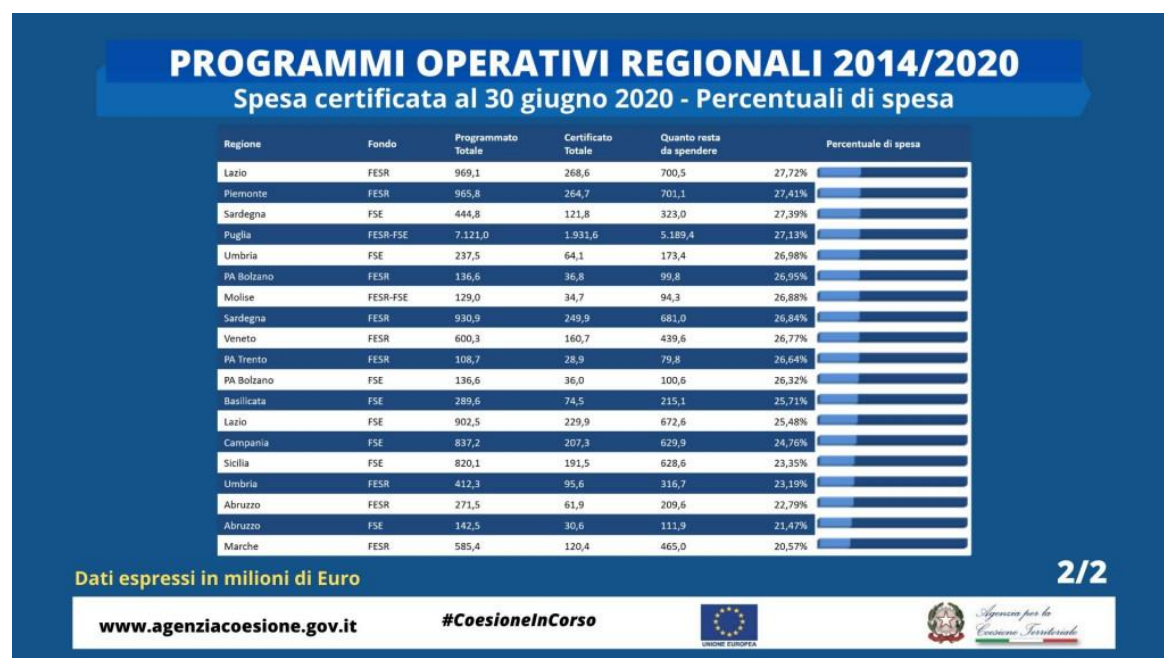 PROGRAMMI OPERATIVI REGIONALI 2014/2020
Spesa certificata al 30 giugno 2020 - Percentuali di spesa
Regione Fondo Programmato Totale Certificato Totale Quanto resta da spendere Percentuale di spesa
Lazio FESR 969,1 268,6 700,5 27,72%
Piemonte FESR 965,8 264,7 701,1 27,41%
Sardegna FSE 444,8 121,8 323,0 27,39%
Puglia FESR-FSE 7.121,0 1.931,6 5.189,4 27,13%
Umbria FSE 237,5 64,1 173,4 26,98%
PA Bolzano FESR 136,6 36,8 99,8 26,95%
Molise FESR-FSE 129,0 34,7 94,3 26,88%
Sardegna FESR 930,9 249,9 681,0 26,84%
Veneto FESR 600,3 160,7 439,6 26,77%
PA Trento FESR 108,7 28,9 79,8 26,64%
PA Bolzano FSE 136,6 36,0 100,6 26,32%
Basilicata FSE 289,6 74,5 215,1 25,71%
Lazio FSE 902,5 229,9 672,6 25,48%
Campania FSE 837,2 207,3 629,9 24,76%
Sicilia FSE 820,1 191,5 628,6 23,35%
Umbria FESR 412,3 95,6 316,7 23,19%
Abruzzo FESR 271,5 61,9 209,6 22,79%
Abruzzo FSE 142,5 30,6 111,9 21,47%
Marche FESR 585,4 120,4 465,0 20,57%
Dati espressi in milioni di Euro
2/2
www.agenziacoesione.gov.it
#CoesioneInCorso
UNIONE EUROPEA
Agenzia per la
Coesione Territoriale